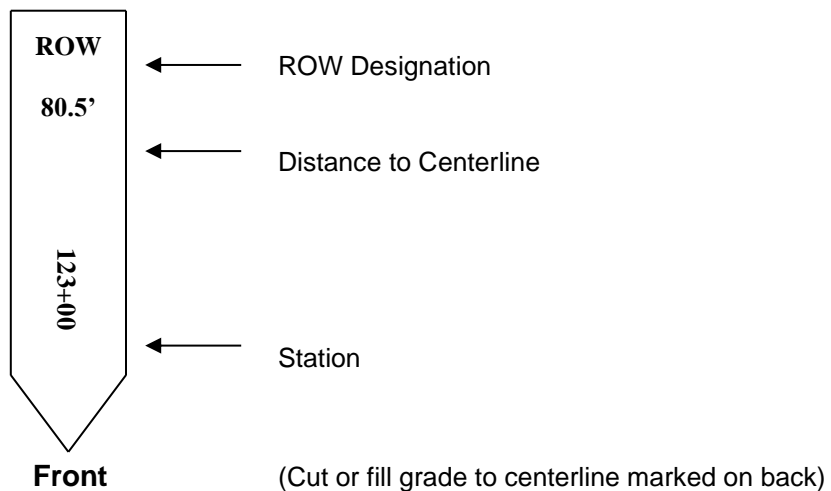 ROW
ROW Designation
80.5’
Distance to Centerline
123+00
Station
Front
(Cut or fill grade to centerline marked on back)